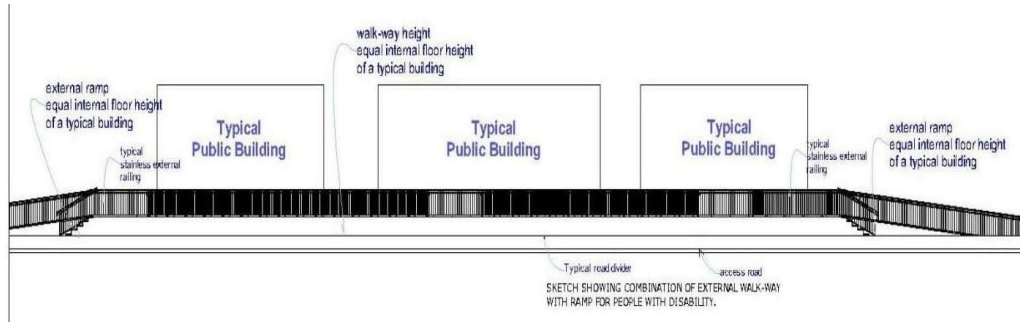 walk-way height
equal internal floor height
of a typical building
external ramp
equal internal floor height
of a typical building
typical
stainless external
railing
Typical
Public Building
Typical
Public Building
Typical
Public Building
typical
stainless external
railing
external ramp
equal internal floor height
of a typical building
Typical road divider
access road
SKETCH SHOWING COMBINATION OF EXTERNAL WALK-WAY
WITH RAMP FOR PEOPLE WITH DISABILITY.